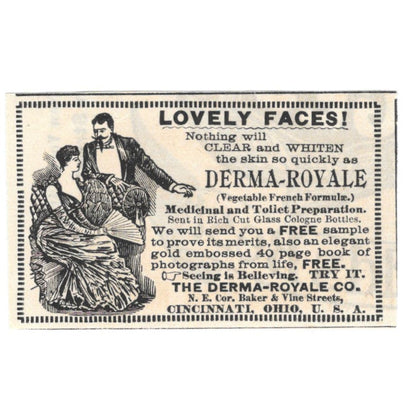 LOVELY FACES!
Nothing will
CLEAR and WHITEN
the skin so quickly as
DERMA-ROYALE
(Vegetable French Formulæ.)
Medicinal and Toilet Preparation.
Sent in Rich Cut Glass Cologne Bottles.
We will send you a FREE sample
to prove its merits, also an elegant
gold embossed 40 page book of
photographs from life, FREE.
☞Seeing is Believing. TRY IT.
THE DERMA-ROYALE CO.
N. E. Cor. Baker & Vine Streets,
CINCINNATI, OHIO, U. S. A.